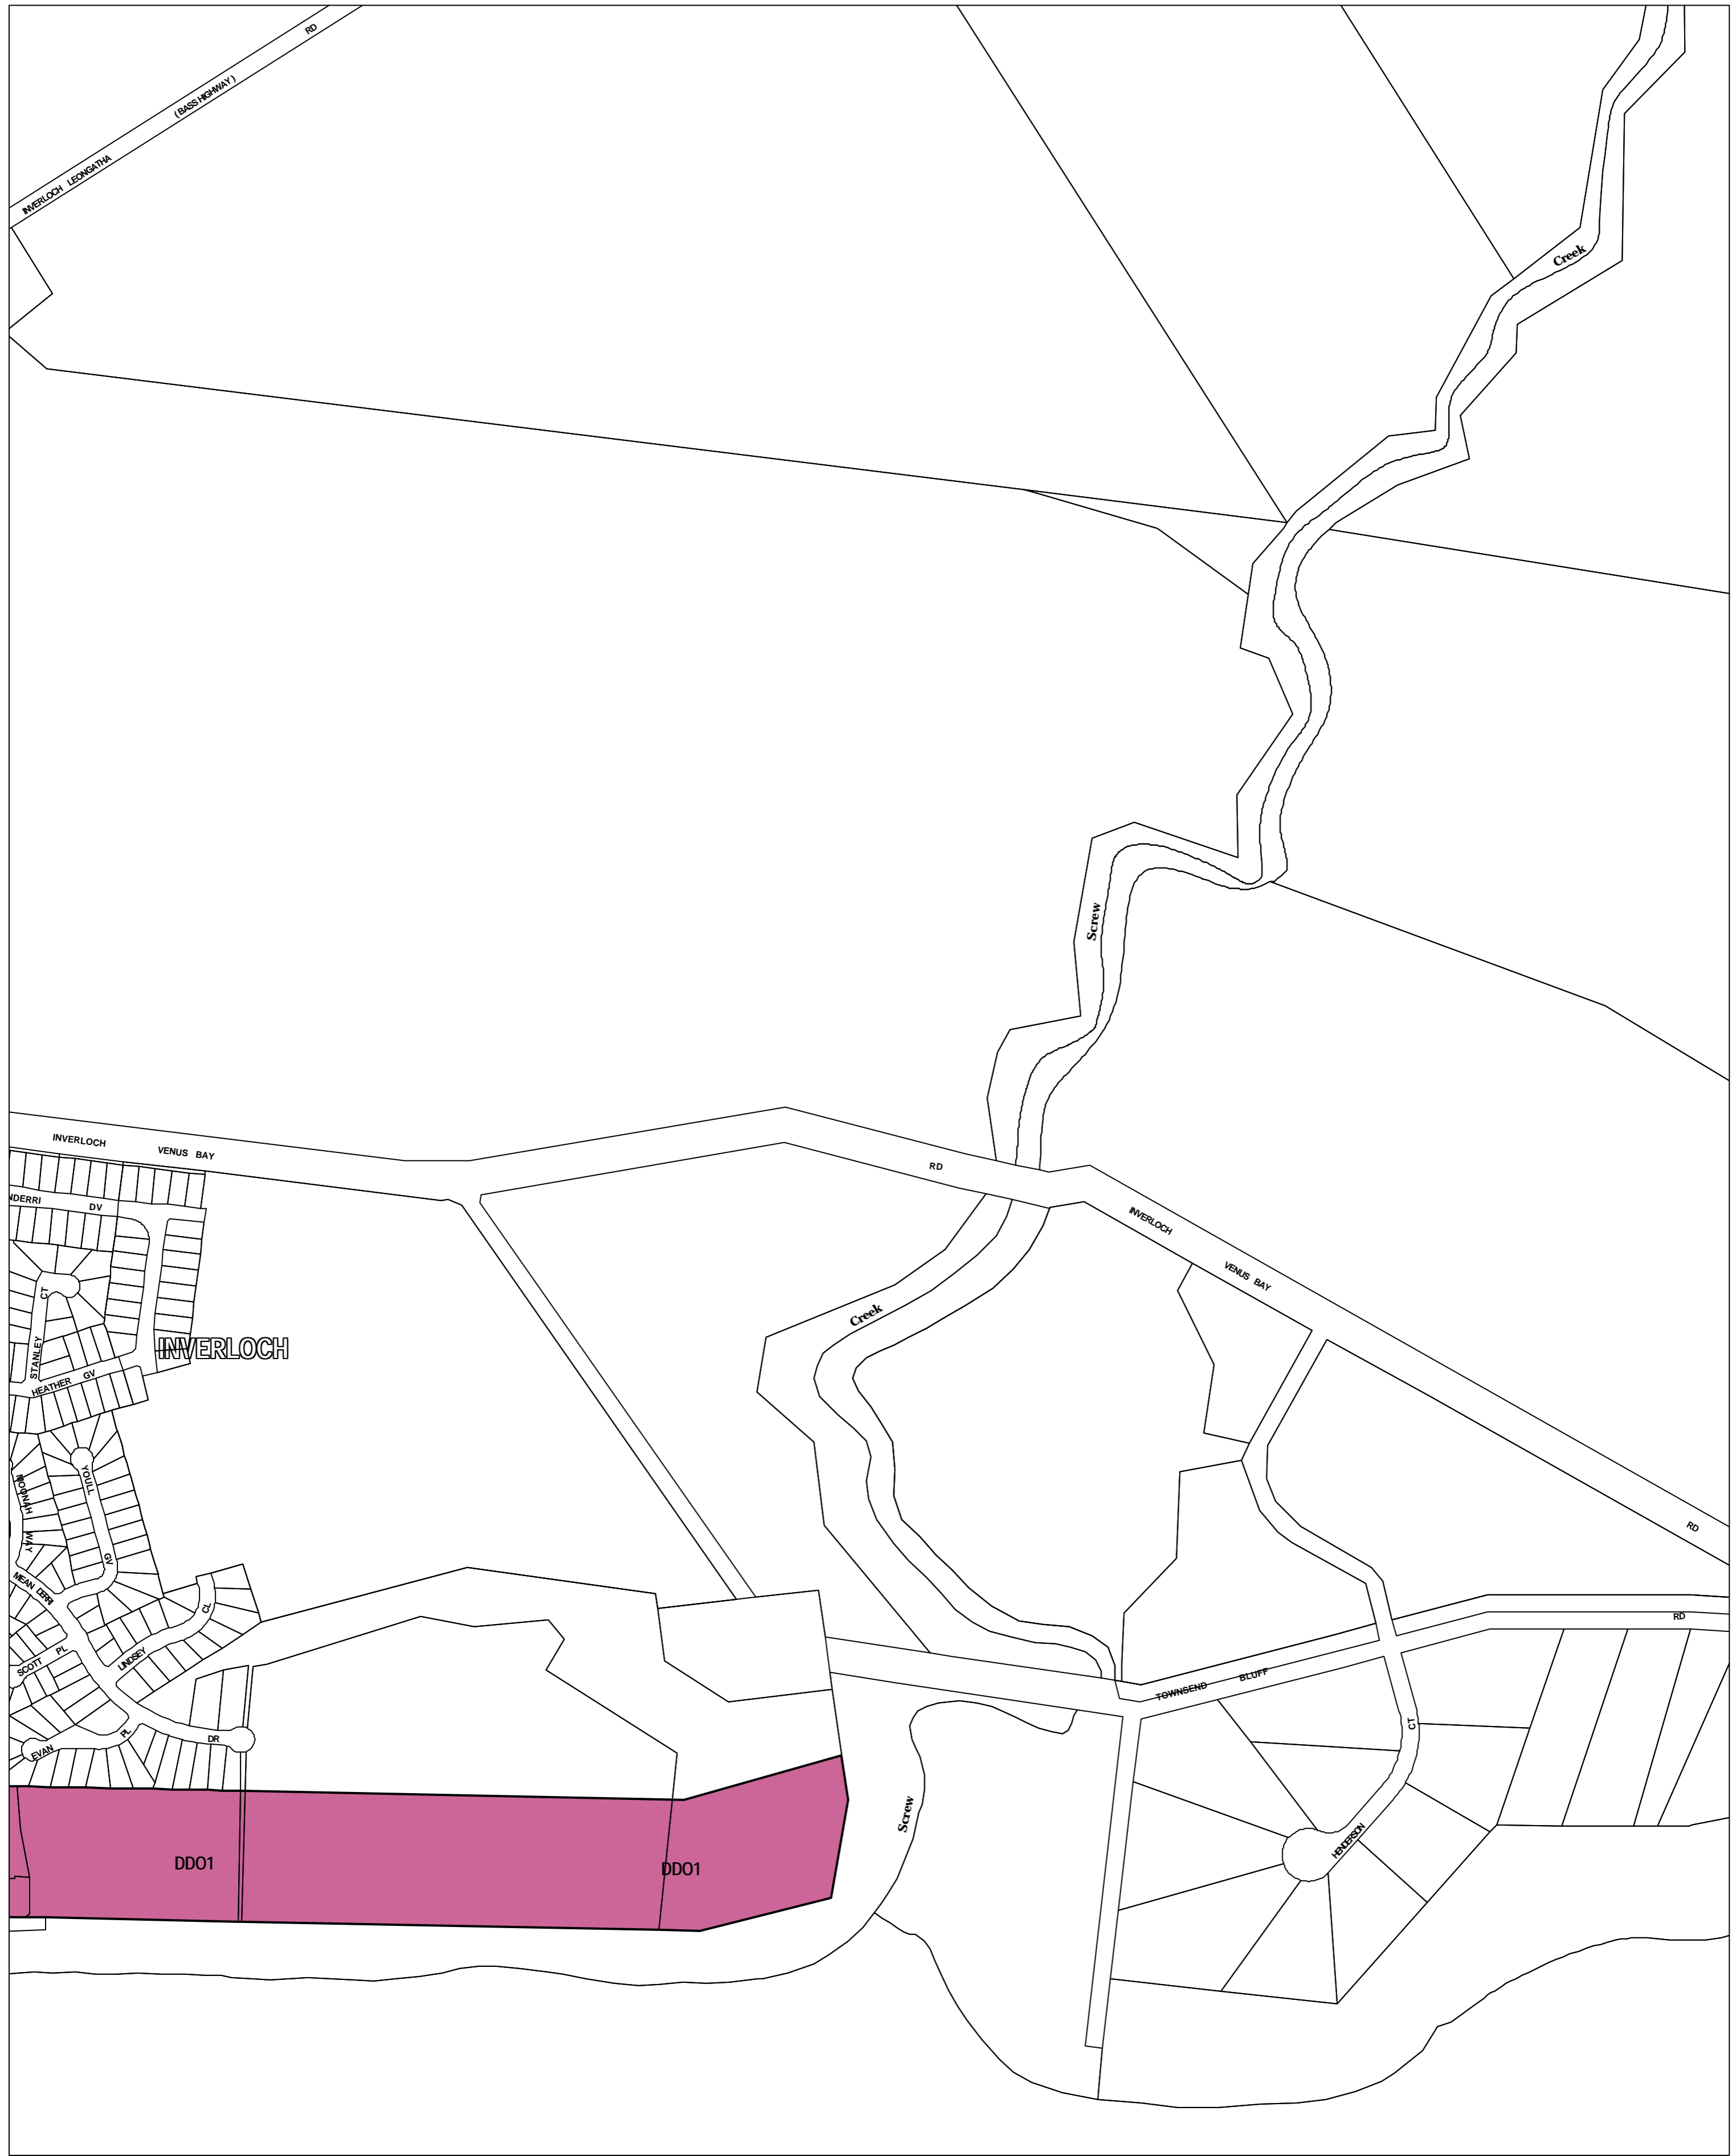 RD
(BASS HIGHWAY)
INVERLOCH LEONGATHA
Creek
Screw
INVERLOCH VENUS BAY RD
NDERRI DV
INVERLOCH VENUS BAY
CT
STANLEY
INVERLOCH
HEATHER GV
Creek
YOULL
MOONAH
WAY
GV
RD
MEAN DERRI
CL
SCOTT PL
LINDSEY
RD
TOWNSEND BLUFF
CT
PL
DR
EVAN
Screw
HENDERSON
DDO1
DDO1